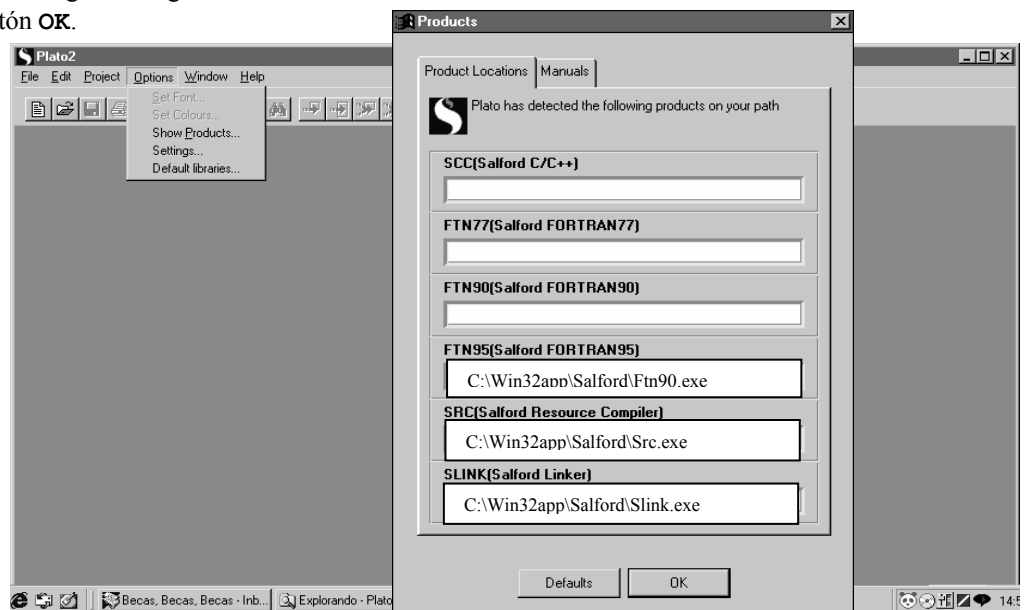 tón OK.
Plato2
File Edit Project Options Window Help
Set Font...
Set Colours...
Show Products...
Settings...
Default libraries...
Products
Product Locations Manuals
Plato has detected the following products on your path
SCC(Salford C/C++)
FTN77(Salford FORTRAN77)
FTN90(Salford FORTRAN90)
FTN95(Salford FORTRAN95)
C:\Win32app\Salford\Ftn90.exe
SRC(Salford Resource Compiler)
C:\Win32app\Salford\Src.exe
SLINK(Salford Linker)
C:\Win32app\Salford\Slink.exe
Defaults OK
Becas, Becas, Becas - Inb... Explorando - Plato 14:5